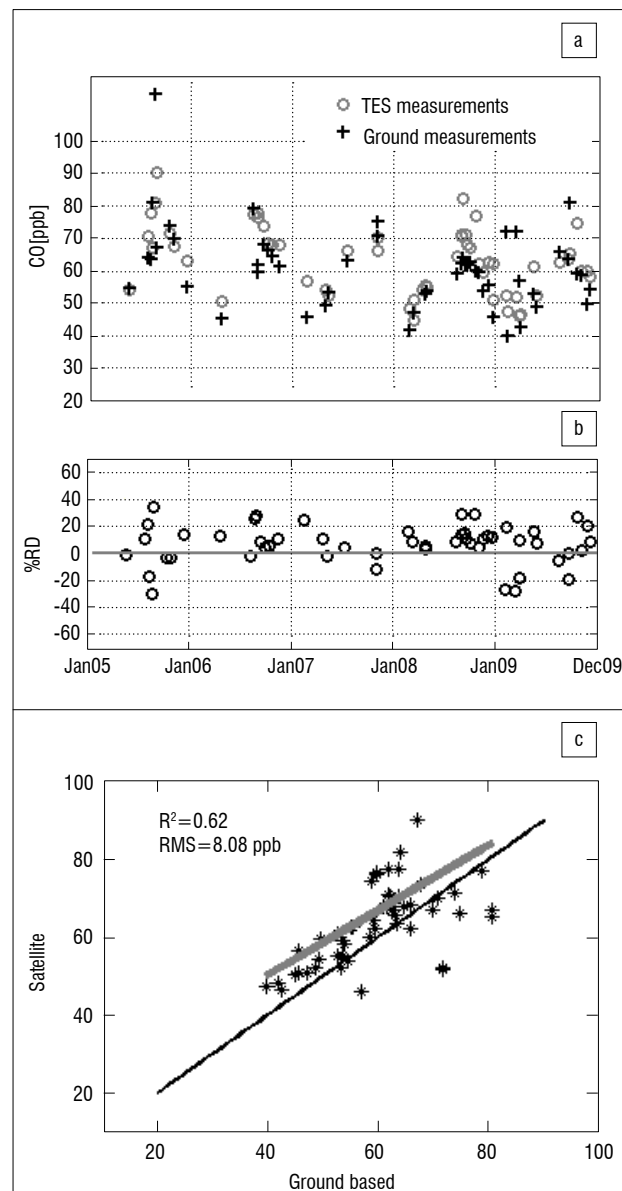 a
TES measurements
Ground measurements
CO[ppb]
100
90
80
70
60
50
40
30
20
b
%RD
60
40
20
0
-20
-40
-60
Jan05 Jan06 Jan07 Jan08 Jan09 Dec09
c
R²=0.62
RMS=8.08 ppb
Satellite
100
80
60
40
20
20 40 60 80 100
Ground based